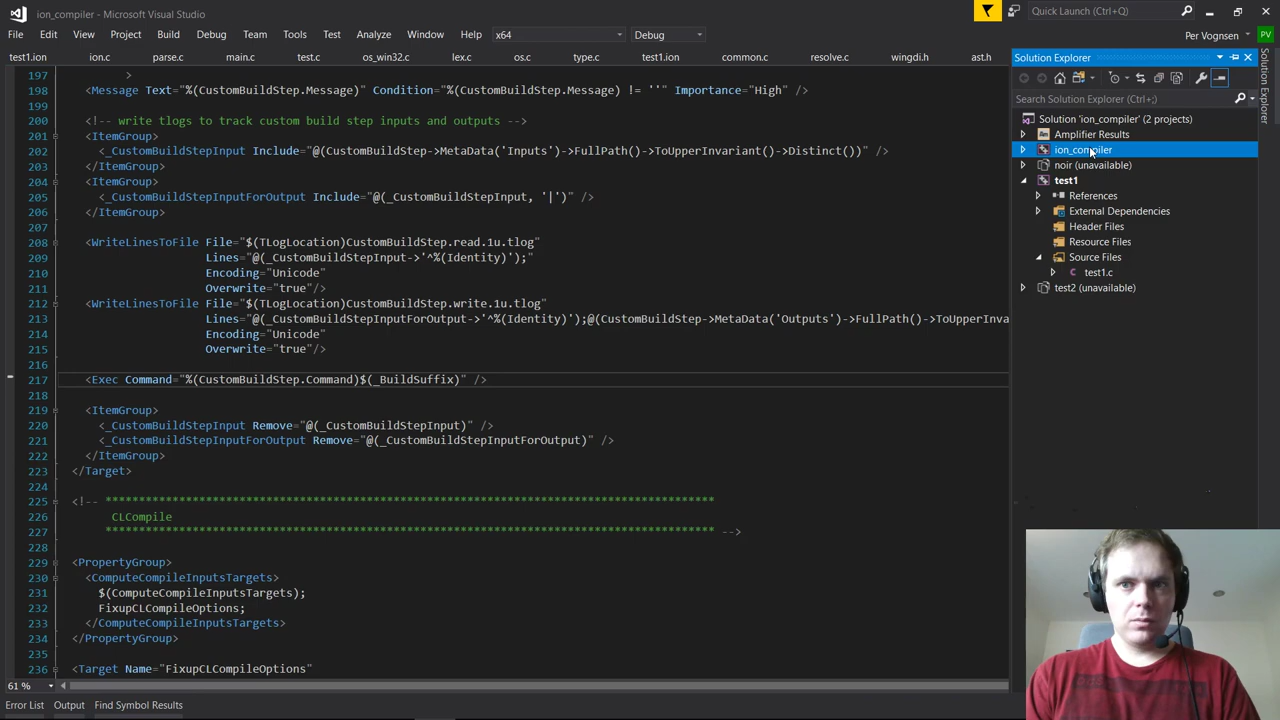 ion_compiler - Microsoft Visual Studio
Quick Launch (Ctrl+Q)
File Edit View Project Build Debug Team Tools Test Analyze Window Help x64 Debug
Per Vognsen PV
test1.ion ion.c parse.c main.c test.c os_win32.c lex.c os.c type.c test1.ion common.c resolve.c wingdi.h ast.h
197 >
198 <Message Text="%(CustomBuildStep.Message)" Condition="%(CustomBuildStep.Message) != ''" Importance="High" />
199
200 <!-- write tlogs to track custom build step inputs and outputs -->
201 <ItemGroup>
202 <_CustomBuildStepInput Include="@(CustomBuildStep->MetaData('Inputs')->FullPath()->ToUpperInvariant()->Distinct())" />
203 </ItemGroup>
204 <ItemGroup>
205 <_CustomBuildStepInputForOutput Include="@(_CustomBuildStepInput, '|')" />
206 </ItemGroup>
207
208 <WriteLinesToFile File="$(TLogLocation)CustomBuildStep.read.1u.tlog"
209 Lines="@(_CustomBuildStepInput->'^%(Identity)');"
210 Encoding="Unicode"
211 Overwrite="true"/>
212 <WriteLinesToFile File="$(TLogLocation)CustomBuildStep.write.1u.tlog"
213 Lines="@(_CustomBuildStepInputForOutput->'^%(Identity)');@(CustomBuildStep->MetaData('Outputs')->FullPath()->ToUpperInva
214 Encoding="Unicode"
215 Overwrite="true"/>
216
217 <Exec Command="%(CustomBuildStep.Command)$(_BuildSuffix)" />
218
219 <ItemGroup>
220 <_CustomBuildStepInput Remove="@(_CustomBuildStepInput)" />
221 <_CustomBuildStepInputForOutput Remove="@(_CustomBuildStepInputForOutput)" />
222 </ItemGroup>
223 </Target>
224
225 <!-- ********************************************************************************
226 CLCompile
227 ******************************************************************************** -->
228
229 <PropertyGroup>
230 <ComputeCompileInputsTargets>
231 $(ComputeCompileInputsTargets);
232 FixupCLCompileOptions;
233 </ComputeCompileInputsTargets>
234 </PropertyGroup>
235
236 <Target Name="FixupCLCompileOptions"
61 %
Error List Output Find Symbol Results
Solution Explorer
Search Solution Explorer (Ctrl+;)
Solution 'ion_compiler' (2 projects)
Amplifier Results
ion_compiler
noir (unavailable)
test1
References
External Dependencies
Header Files
Resource Files
Source Files
test1.c
test2 (unavailable)
Solution Explorer